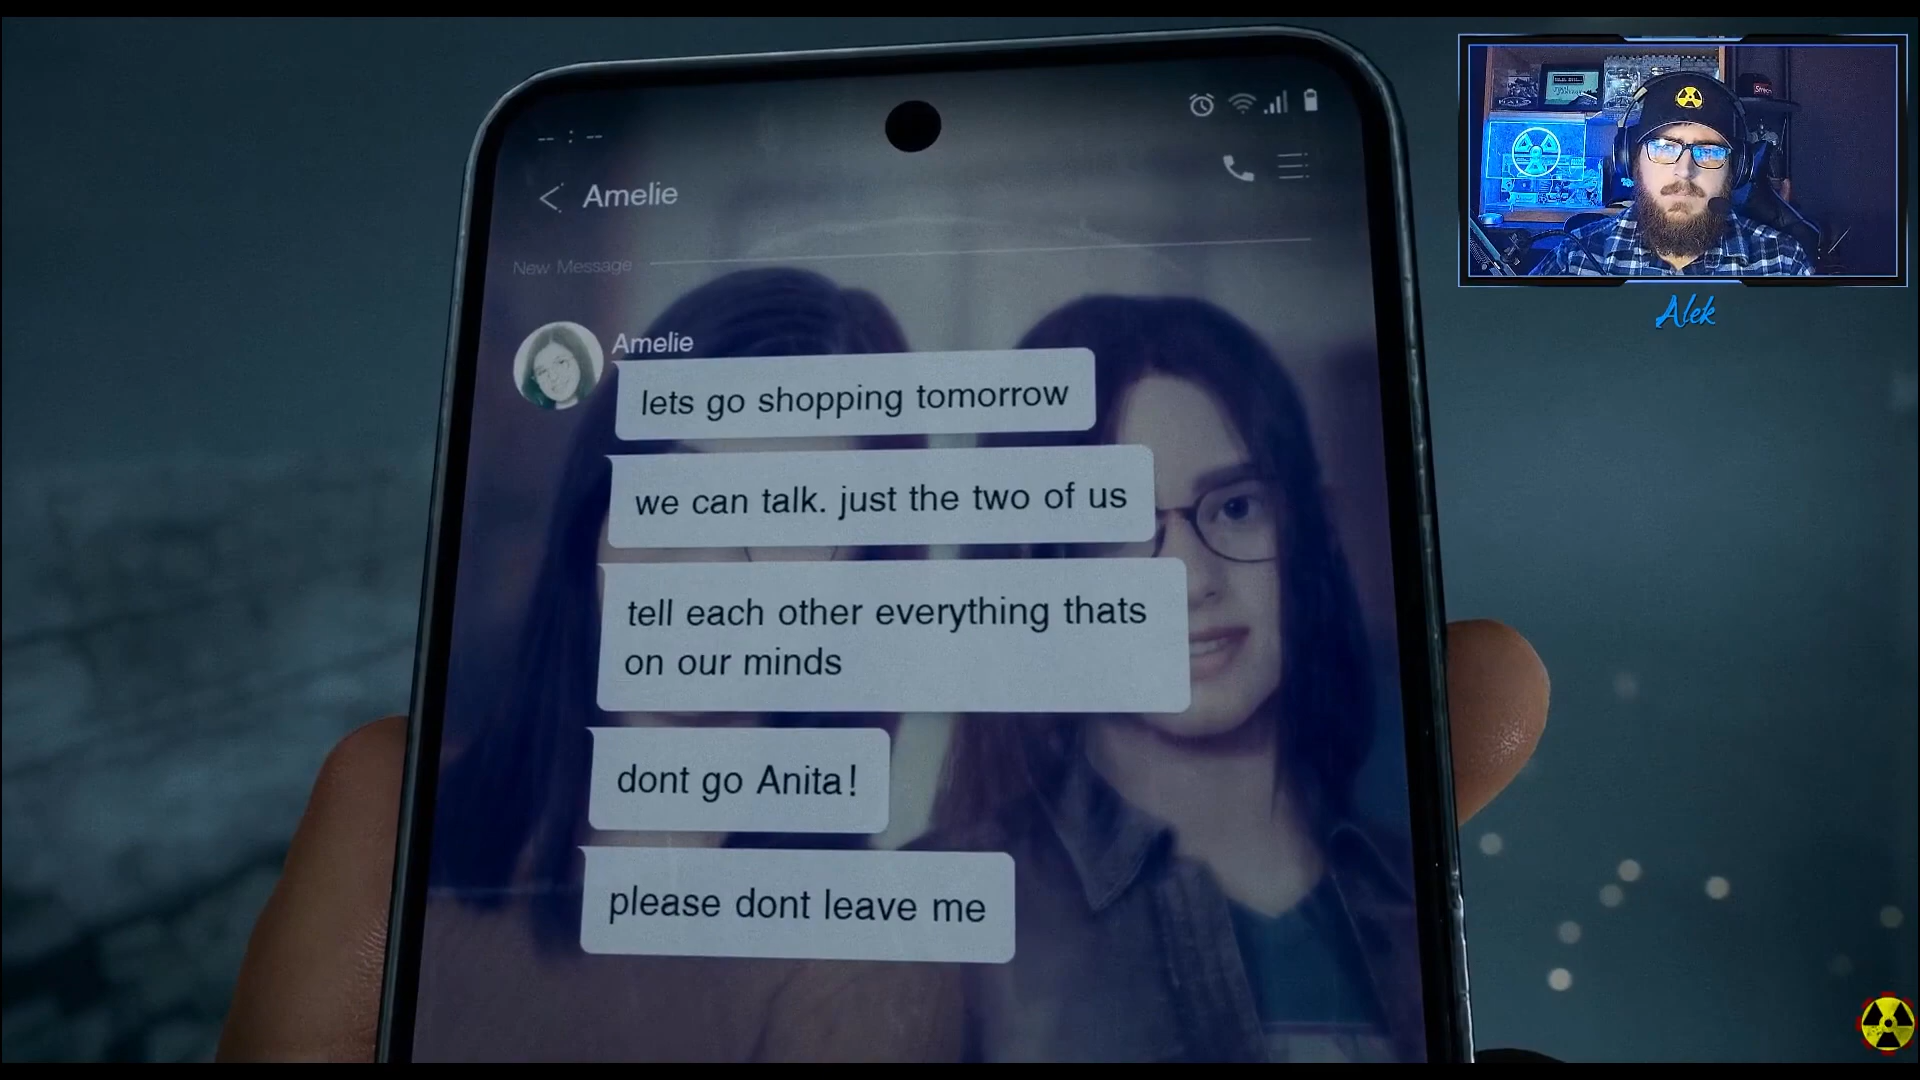 -- : --
Amelie
New Message
Amelie
lets go shopping tomorrow
we can talk. just the two of us
tell each other everything thats
on our minds
dont go Anita!
please dont leave me
Alek